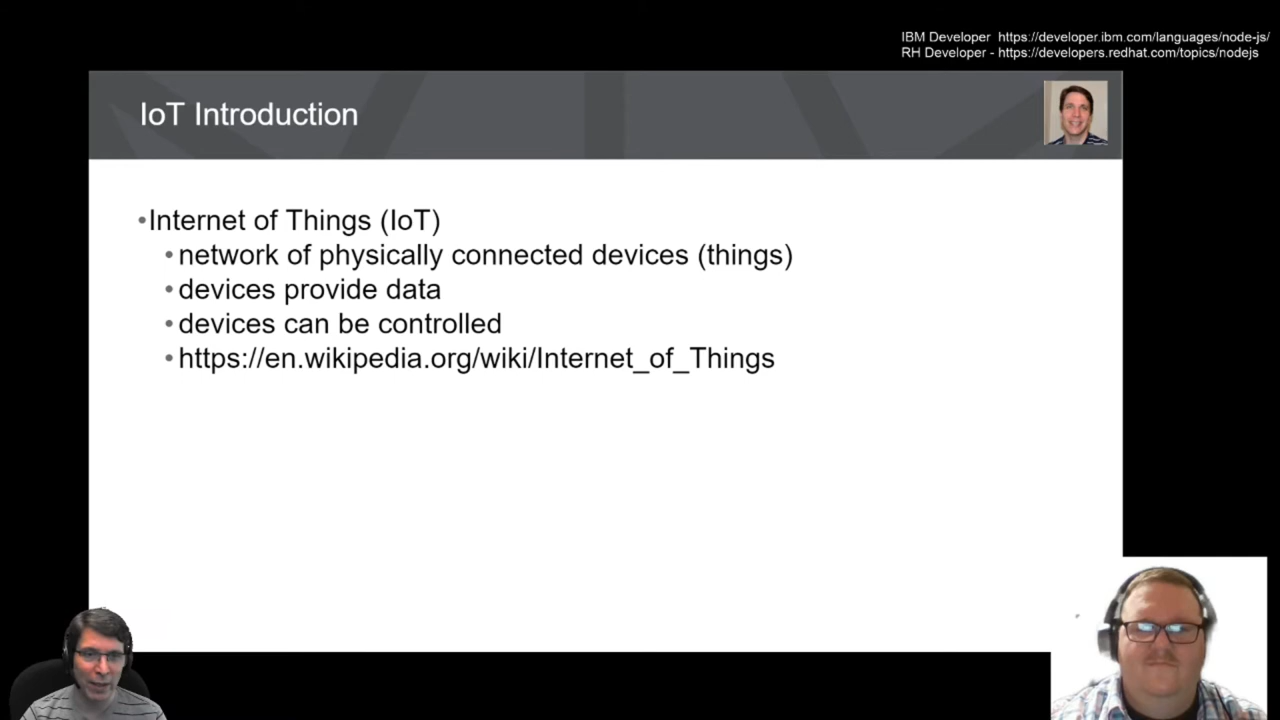 IBM Developer  https://developer.ibm.com/languages/node-js/
RH Developer - https://developers.redhat.com/topics/nodejs
IoT Introduction
•Internet of Things (IoT)
•network of physically connected devices (things)
•devices provide data
•devices can be controlled
•https://en.wikipedia.org/wiki/Internet_of_Things